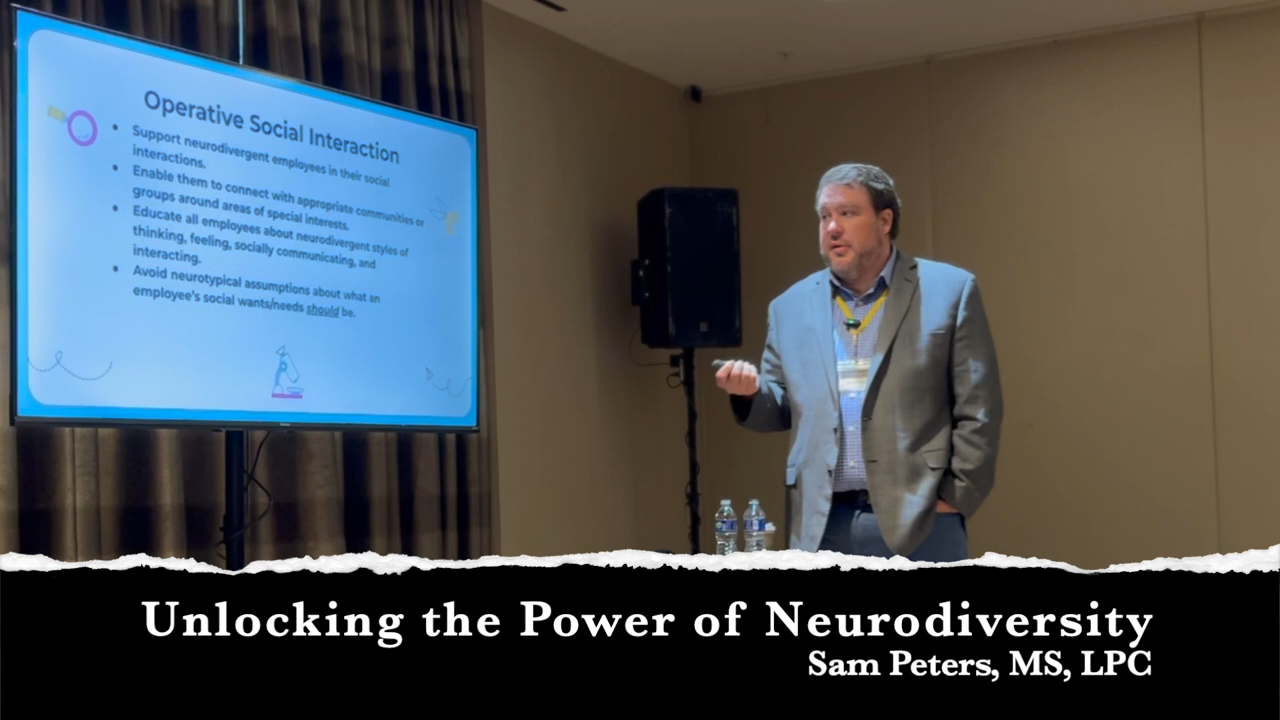 Operative Social Interaction
Support neurodivergent employees in their social
interactions.
Enable them to connect with appropriate communities or
groups around areas of special interests.
Educate all employees about neurodivergent styles of
thinking, feeling, socially communicating, and
interacting.
Avoid neurotypical assumptions about what an
employee's social wants/needs should be.
Unlocking the Power of Neurodiversity
Sam Peters, MS, LPC